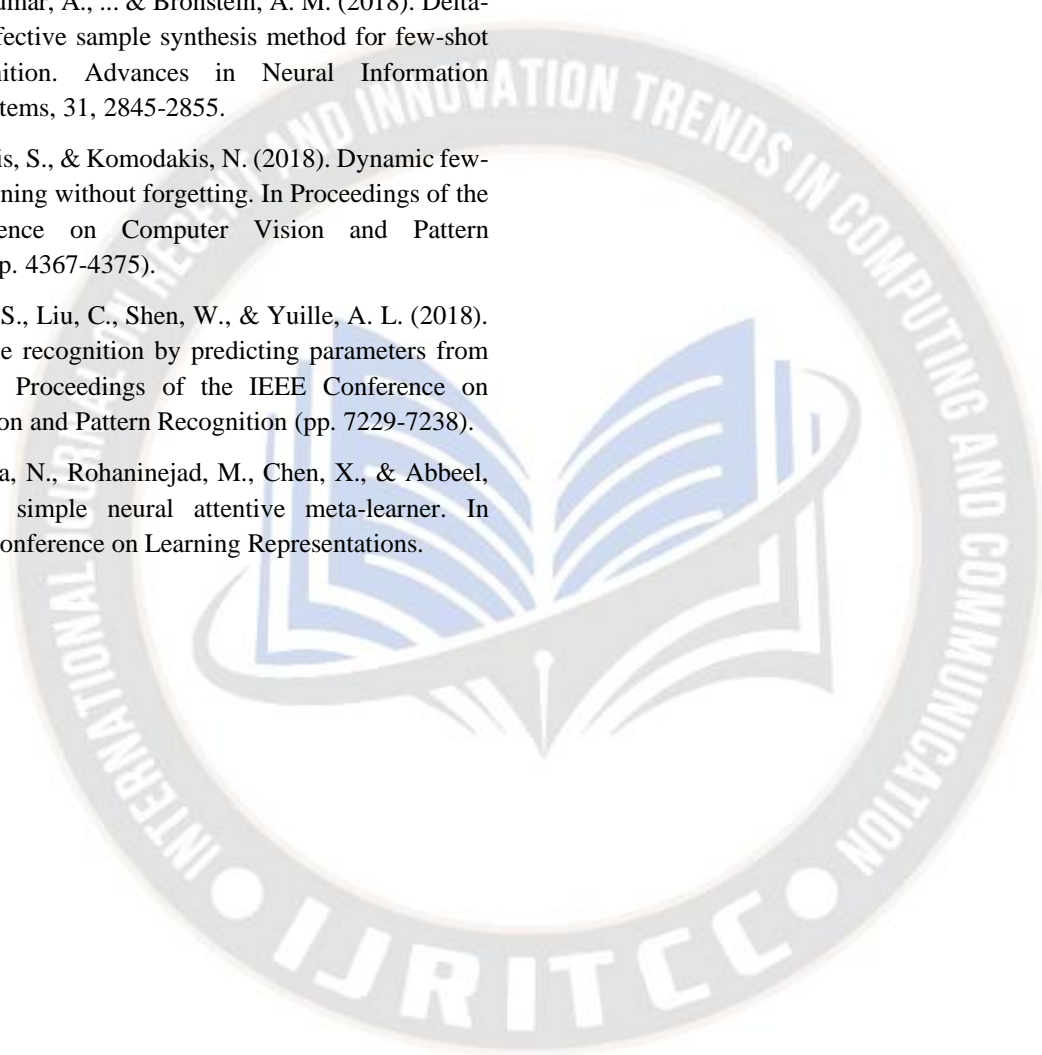 umar, A., ... & Bronstein, A. M. (2018). Delta-
fective sample synthesis method for few-shot
nition. Advances in Neural Information
tems, 31, 2845-2855.
is, S., & Komodakis, N. (2018). Dynamic few-
ning without forgetting. In Proceedings of the
ence on Computer Vision and Pattern
p. 4367-4375).
S., Liu, C., Shen, W., & Yuille, A. L. (2018).
e recognition by predicting parameters from
Proceedings of the IEEE Conference on
on and Pattern Recognition (pp. 7229-7238).
a, N., Rohaninejad, M., Chen, X., & Abbeel,
simple neural attentive meta-learner. In
onference on Learning Representations.
INTERNATIONAL JOURNAL ON RECENT AND INNOVATION TRENDS IN COMPUTING AND COMMUNICATION
IJRITCC